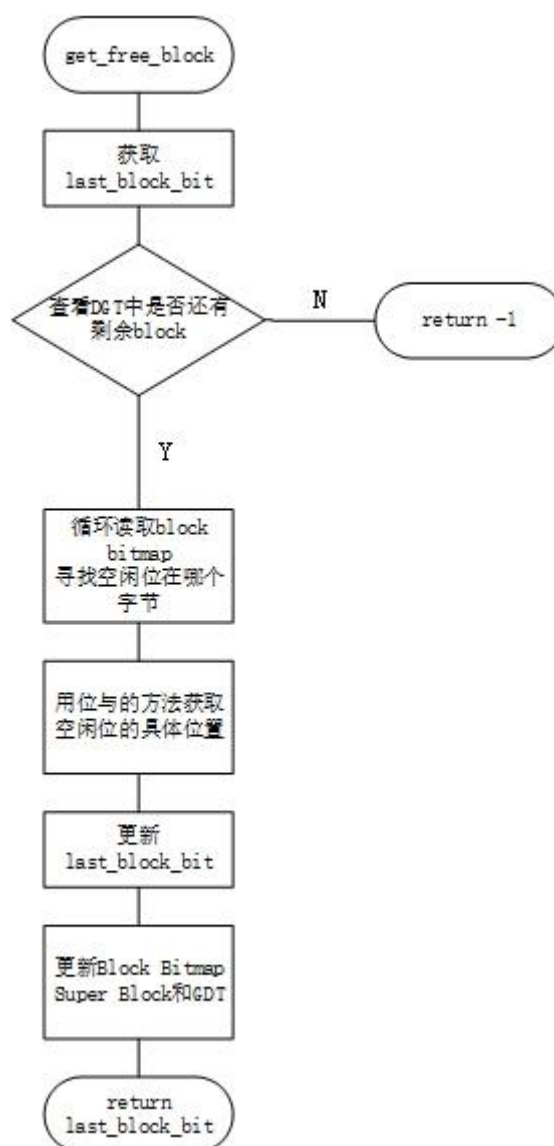 get_free_block
获取
last_block_bit
查看DGT中是否还有
剩余block
N
return -1
Y
循环读取block
bitmap
寻找空闲位在哪个
字节
用位与的方法获取
空闲位的具体位置
更新
last_block_bit
更新Block Bitmap
Super Block和GDT
return
last_block_bit